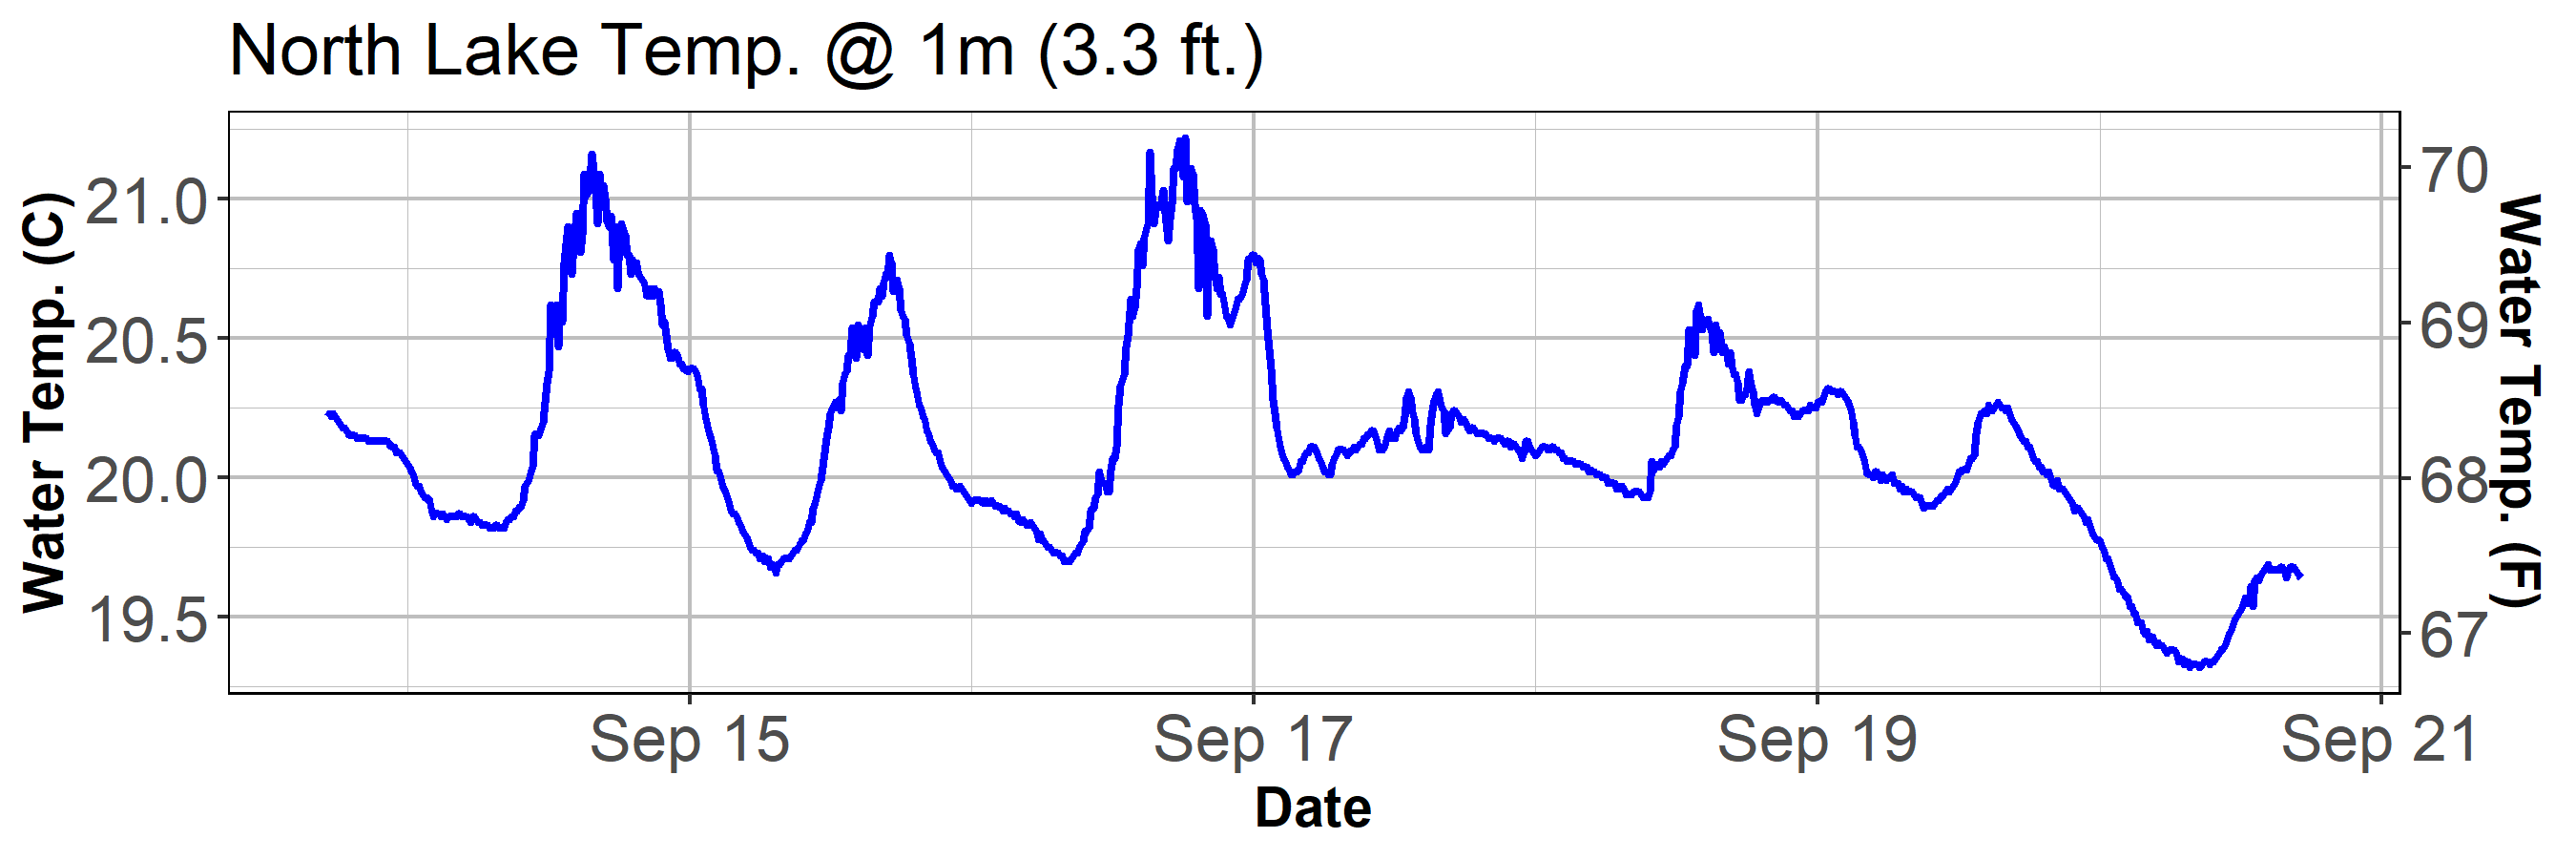 North Lake Temp. @ 1m (3.3 ft.)
Water Temp. (C)
21.0
20.5
20.0
19.5
70
69
68
67
Water Temp. (F)
Sep 15
Sep 17
Sep 19
Sep 21
Date